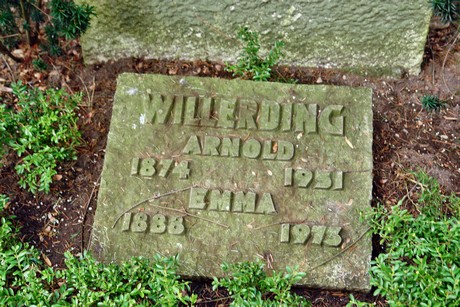 WILLERDING
ARNOLD
1874 1951
EMMA
1888 1973